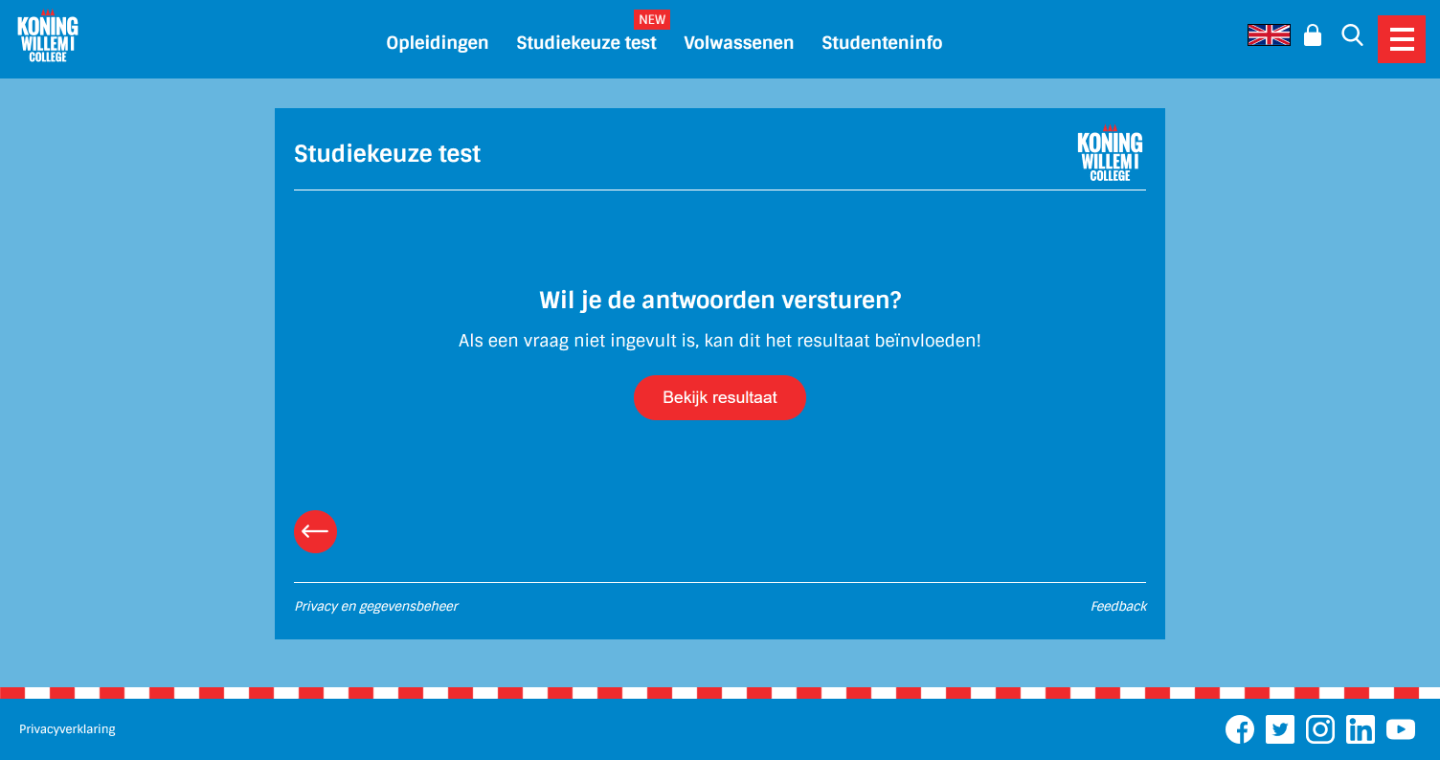 KONING
WILLEM I
COLLEGE
NEW
Opleidingen Studiekeuze test Volwassenen Studenteninfo
Studiekeuze test
KONING
WILLEM I
COLLEGE
Wil je de antwoorden versturen?
Als een vraag niet ingevult is, kan dit het resultaat beïnvloeden!
Bekijk resultaat
Privacy en gegevensbeheer
Feedback
Privacyverklaring